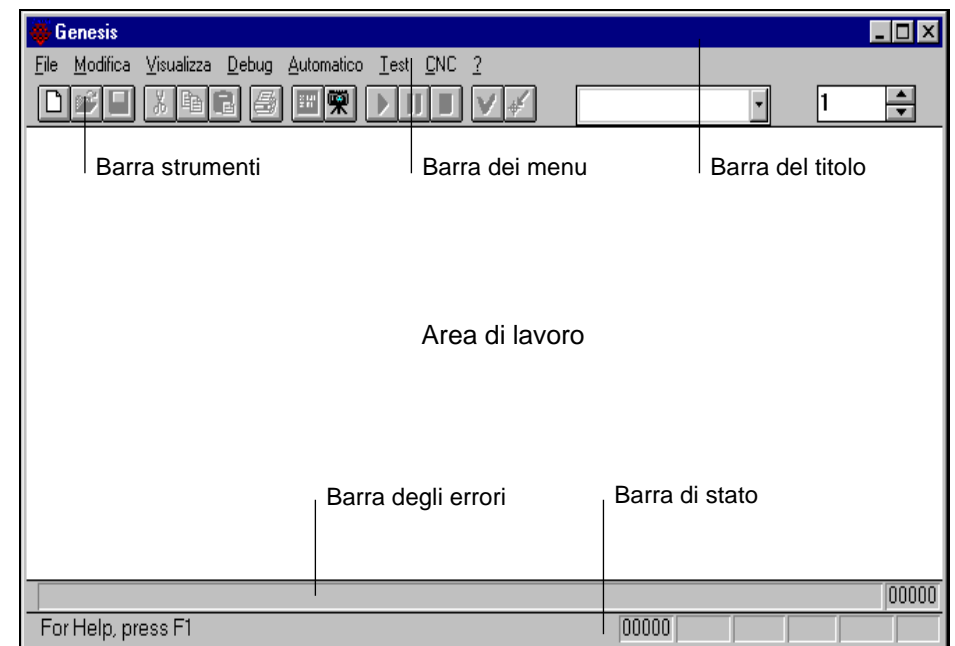 Genesis
File Modifica Visualizza Debug Automatico Test CNC ?
1
Barra strumenti Barra dei menu Barra del titolo
Area di lavoro
Barra degli errori Barra di stato
00000
For Help, press F1 00000